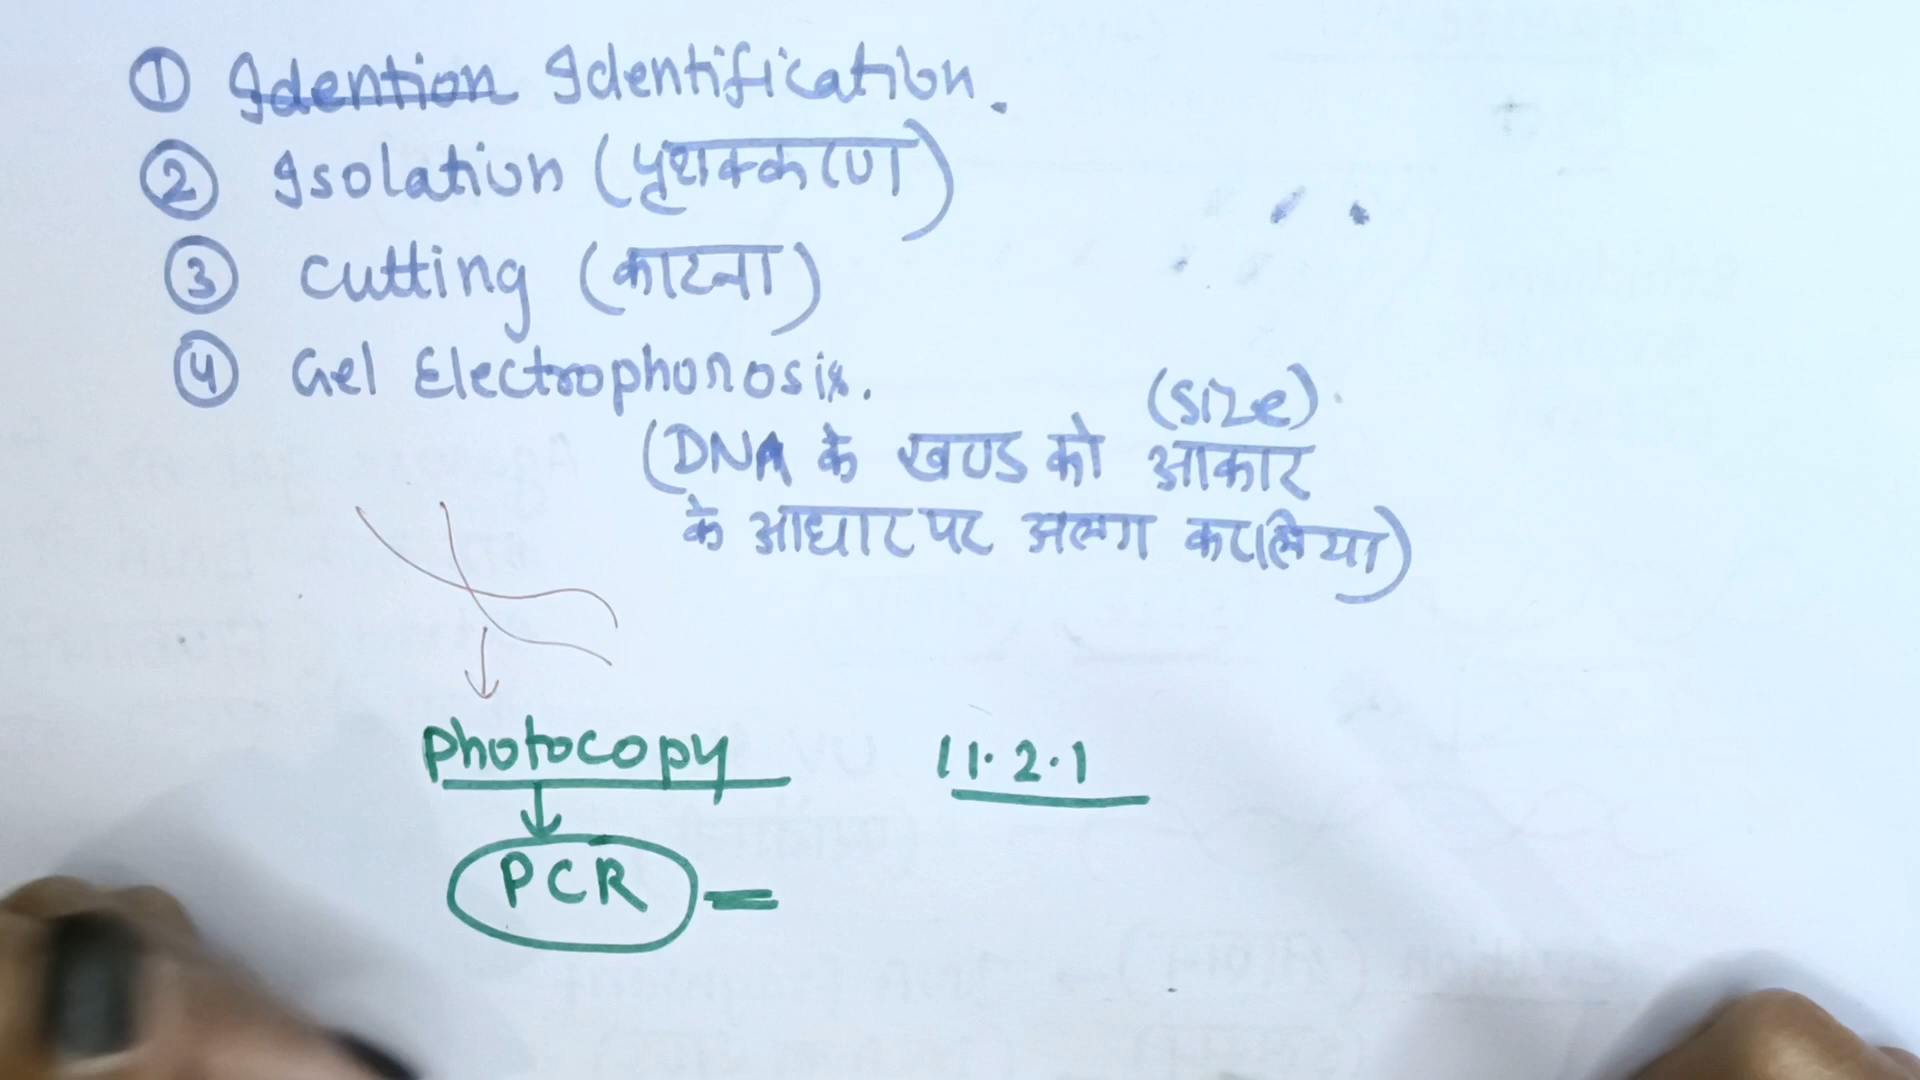 ① Idention Identification.
② Isolation (पृथक्करण)
③ cutting (काटना)
④ Gel Electrophonosis.
(size)
(DNA के खण्ड को आकार
के आधार पर अलग कर लिया)
photocopy 11.2.1
PCR